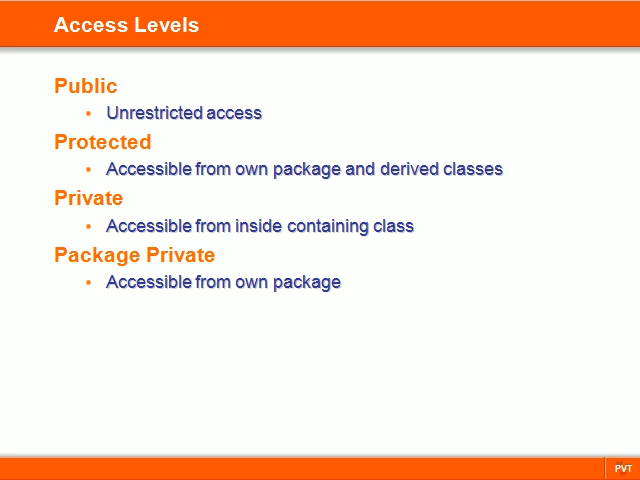 Access Levels
Public
• Unrestricted access
Protected
• Accessible from own package and derived classes
Private
• Accessible from inside containing class
Package Private
• Accessible from own package
PVT